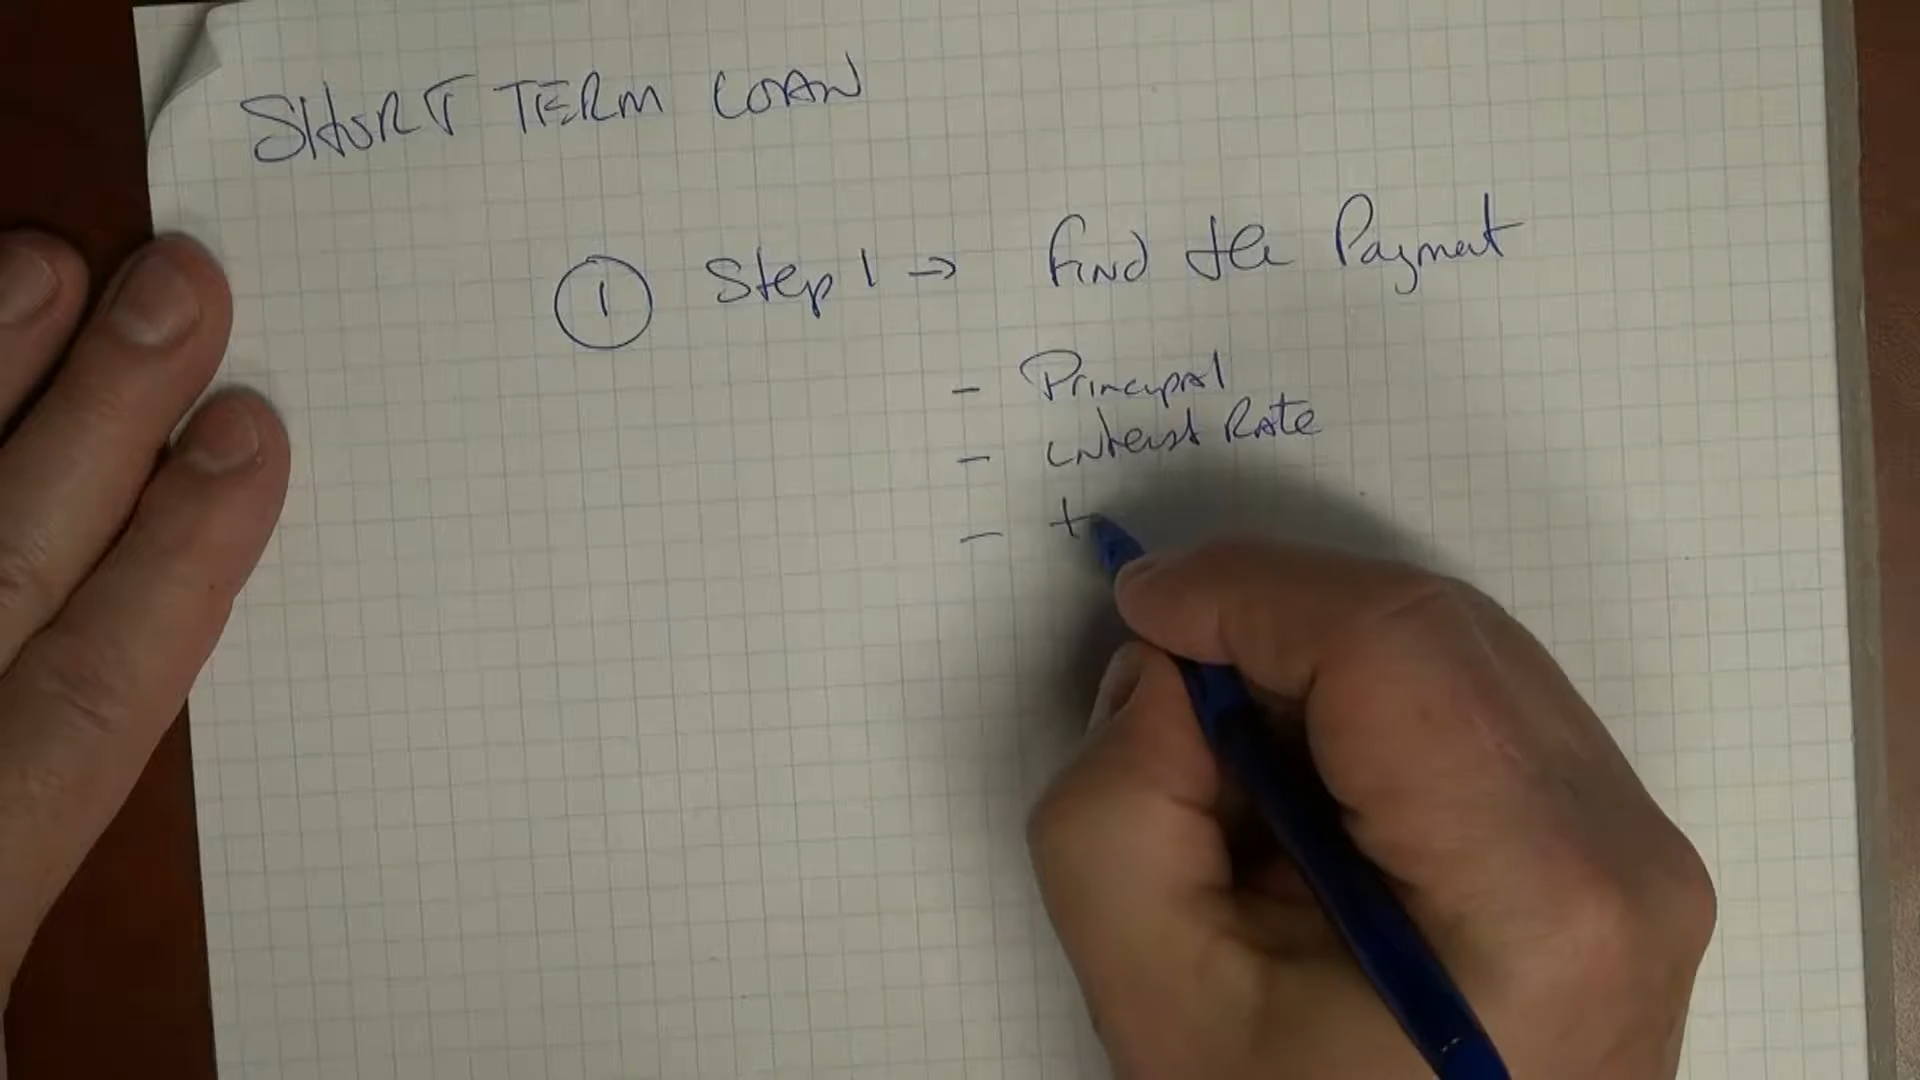 SHORT TERM LOAN
1 Step 1 → Find the Payment
- Principal
- Interest Rate
- t